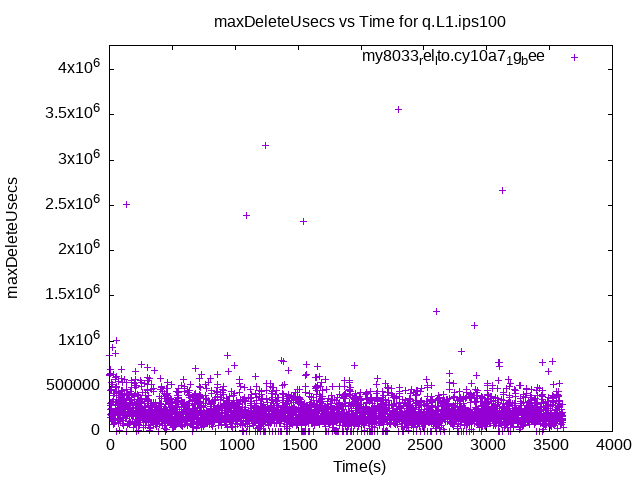 maxDeleteUsecs vs Time for q.L1.ips100
my8033_rel_lto.cy10a7_1g_bee
4x10^6
3.5x10^6
3x10^6
2.5x10^6
2x10^6
1.5x10^6
1x10^6
500000
0
maxDeleteUsecs
0 500 1000 1500 2000 2500 3000 3500 4000
Time(s)